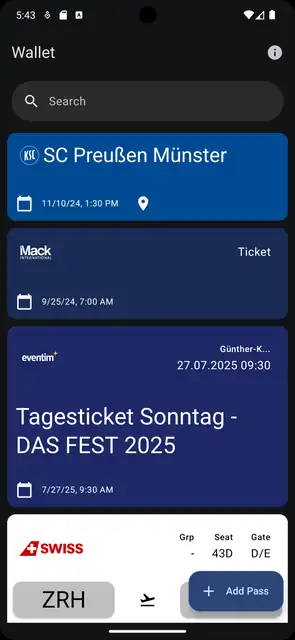 5:43
Wallet
Search
KSC
SC Preußen Münster
11/10/24, 1:30 PM
Mack
INTERNATIONAL
Ticket
9/25/24, 7:00 AM
eventim
Günther-K...
27.07.2025 09:30
Tagesticket Sonntag -
DAS FEST 2025
7/27/25, 9:30 AM
SWISS
Grp Seat Gate
- 43D D/E
ZRH
Add Pass